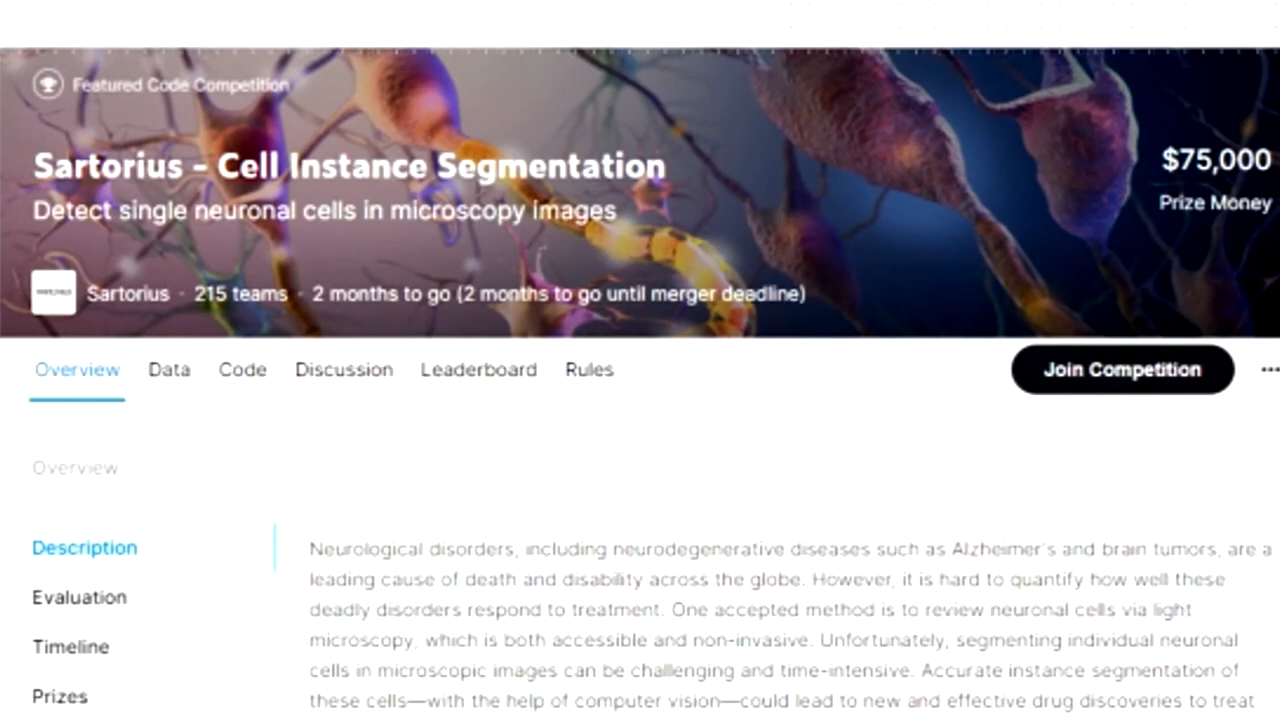 Featured Code Competition
Sartorius - Cell Instance Segmentation
$75,000
Detect single neuronal cells in microscopy images
Prize Money
Sartorius · 215 teams · 2 months to go (2 months to go until merger deadline)
Overview Data Code Discussion Leaderboard Rules
Join Competition
Overview
Description
Evaluation
Timeline
Prizes
Neurological disorders, including neurodegenerative diseases such as Alzheimer's and brain tumors, are a
leading cause of death and disability across the globe. However, it is hard to quantify how well these
deadly disorders respond to treatment. One accepted method is to review neuronal cells via light
microscopy, which is both accessible and non-invasive. Unfortunately, segmenting individual neuronal
cells in microscopic images can be challenging and time-intensive. Accurate instance segmentation of
these cells—with the help of computer vision—could lead to new and effective drug discoveries to treat